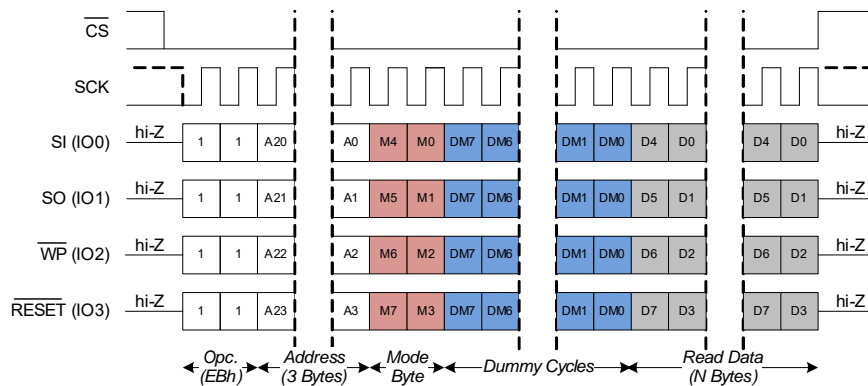 CS
SCK
SI (IO0) hi-Z 1 1 A20 A0 M4 M0 DM7 DM6 DM1 DM0 D4 D0 D4 D0 hi-Z
SO (IO1) hi-Z 1 1 A21 A1 M5 M1 DM7 DM6 DM1 DM0 D5 D1 D5 D1 hi-Z
WP (IO2) hi-Z 1 1 A22 A2 M6 M2 DM7 DM6 DM1 DM0 D6 D2 D6 D2 hi-Z
RESET (IO3) hi-Z 1 1 A23 A3 M7 M3 DM7 DM6 DM1 DM0 D7 D3 D7 D3 hi-Z
Opc. Address Mode Dummy Cycles Read Data
(EBh) (3 Bytes) Byte (N Bytes)